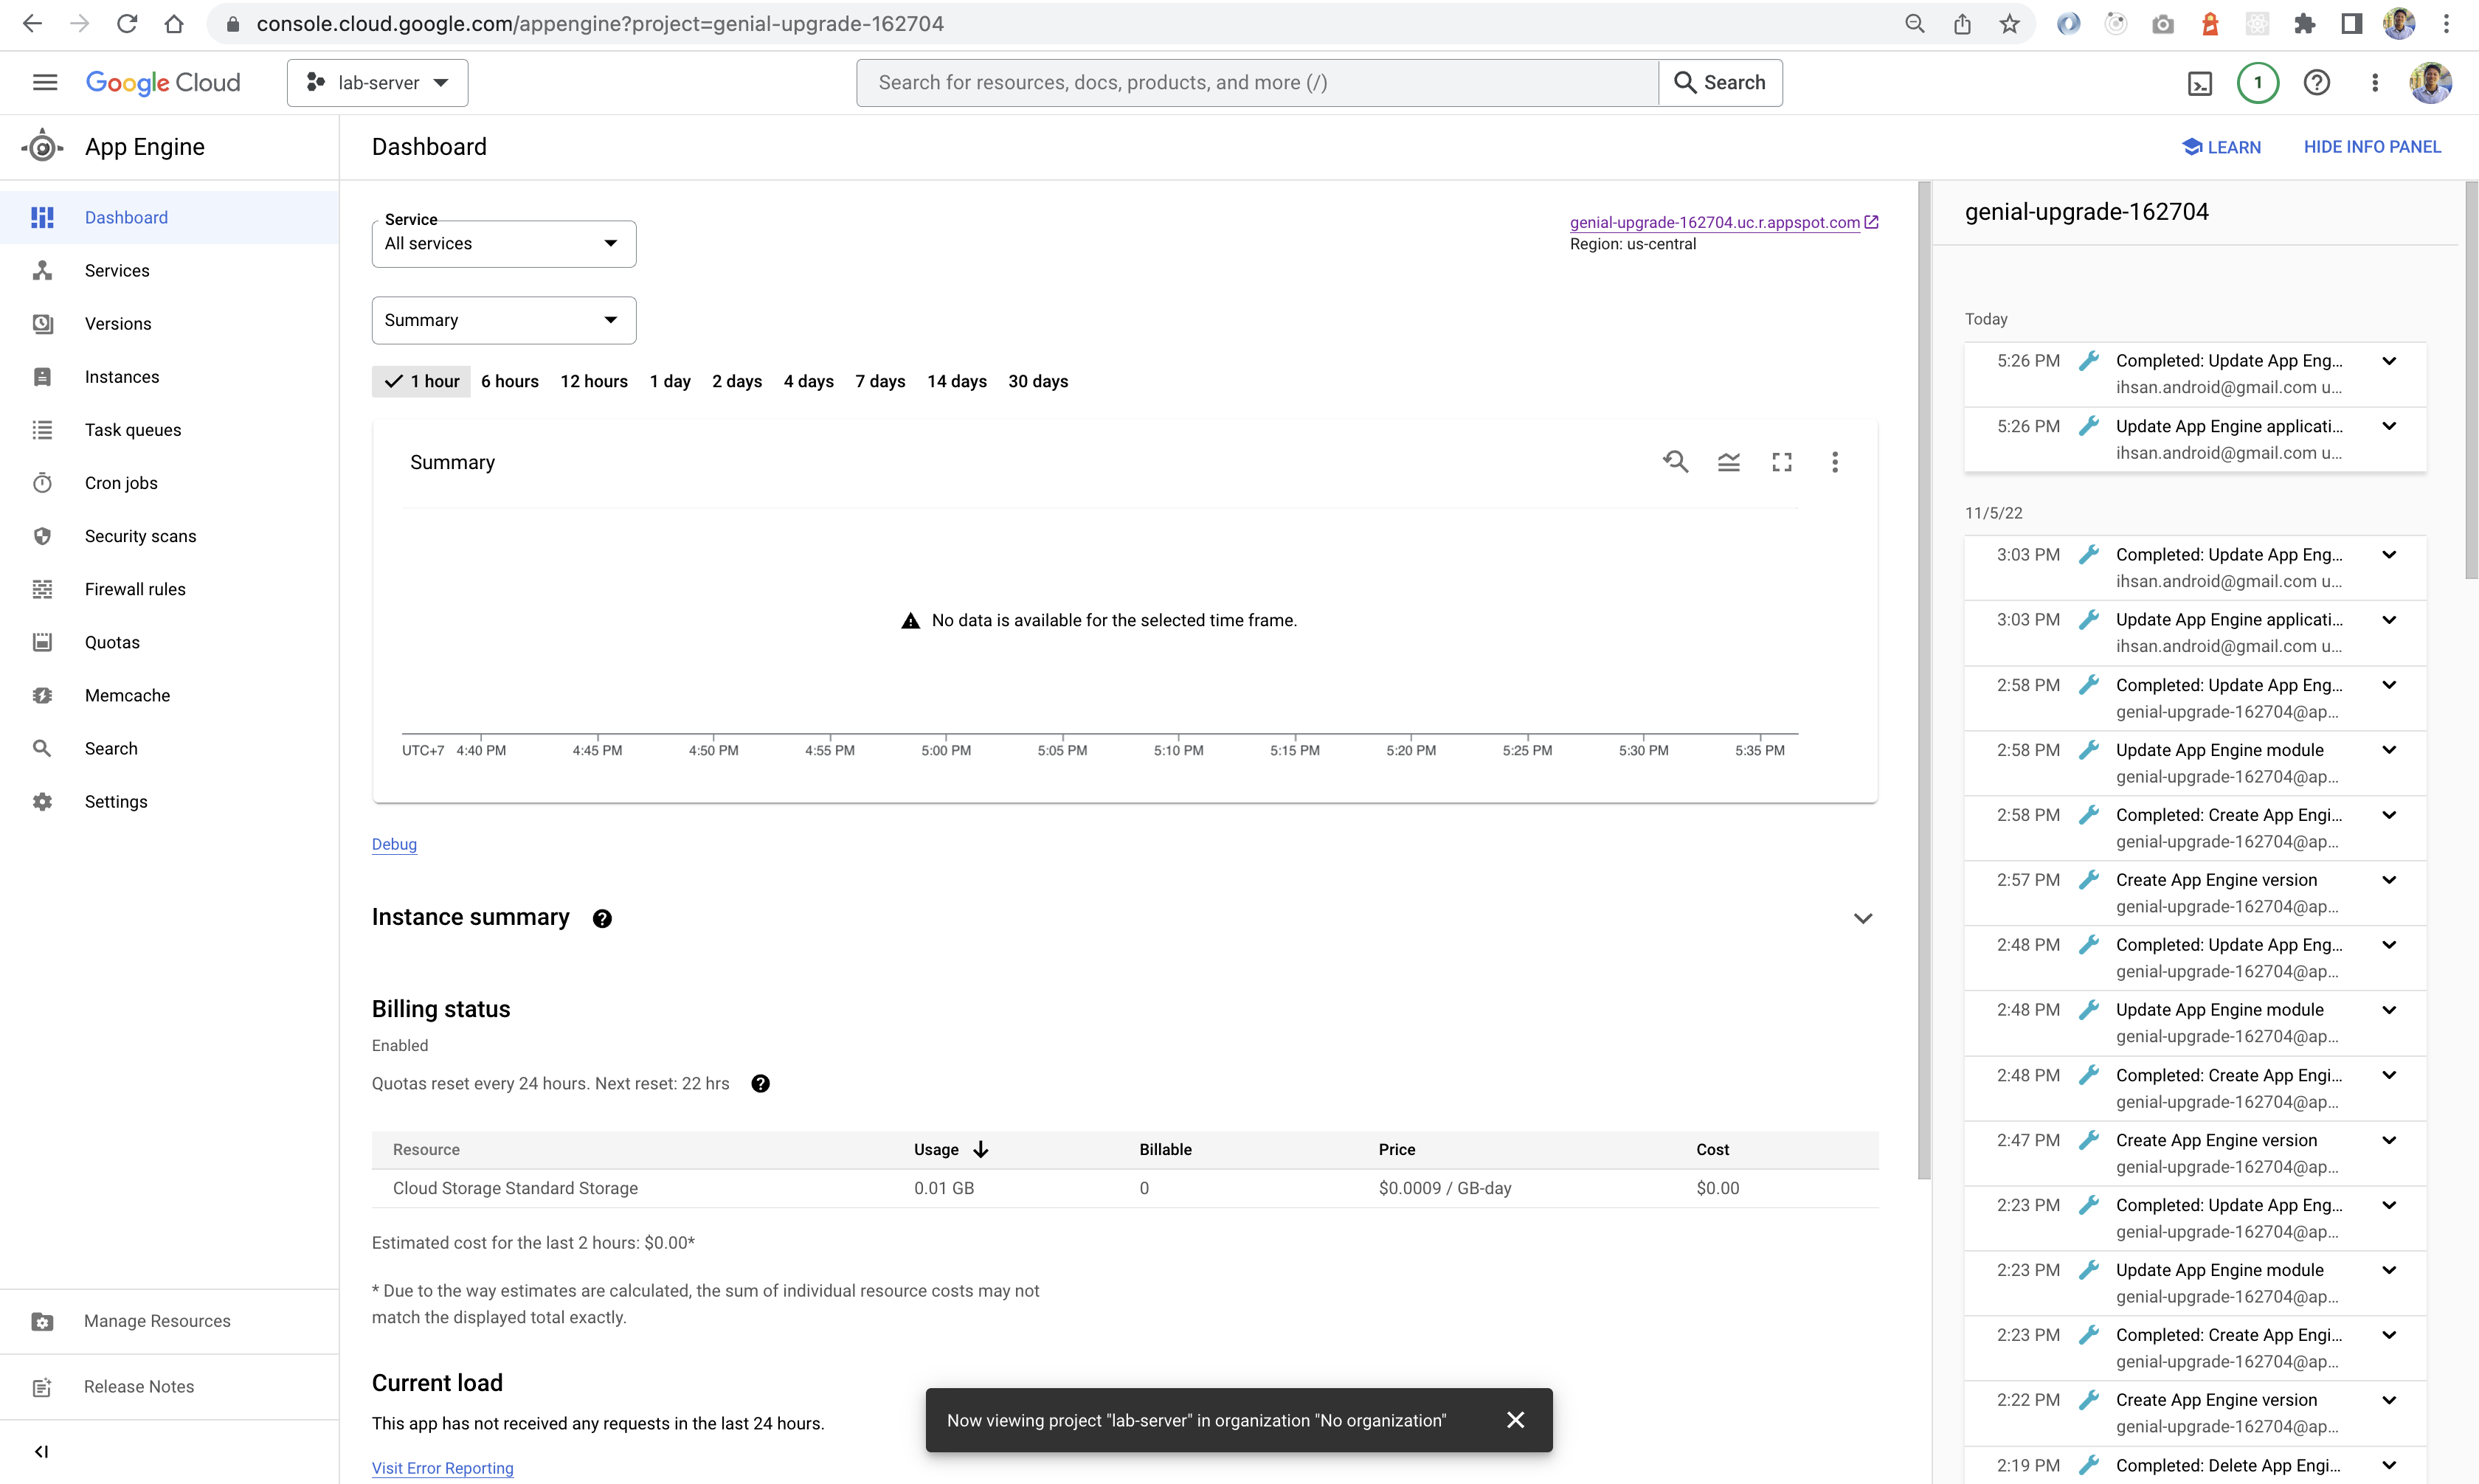 console.cloud.google.com/appengine?project=genial-upgrade-162704
Google Cloud
lab-server
Search for resources, docs, products, and more (/)
Search
1
App Engine
Dashboard
LEARN
HIDE INFO PANEL
Dashboard
Services
Versions
Instances
Task queues
Cron jobs
Security scans
Firewall rules
Quotas
Memcache
Search
Settings
Manage Resources
Release Notes
Service
All services
genial-upgrade-162704.uc.r.appspot.com
Region: us-central
Summary
1 hour 6 hours 12 hours 1 day 2 days 4 days 7 days 14 days 30 days
Summary
No data is available for the selected time frame.
UTC+7 4:40 PM 4:45 PM 4:50 PM 4:55 PM 5:00 PM 5:05 PM 5:10 PM 5:15 PM 5:20 PM 5:25 PM 5:30 PM 5:35 PM
Debug
Instance summary
Billing status
Enabled
Quotas reset every 24 hours. Next reset: 22 hrs
Resource Usage Billable Price Cost
Cloud Storage Standard Storage 0.01 GB 0 $0.0009 / GB-day $0.00
Estimated cost for the last 2 hours: $0.00*
* Due to the way estimates are calculated, the sum of individual resource costs may not
match the displayed total exactly.
Current load
This app has not received any requests in the last 24 hours.
Visit Error Reporting
Now viewing project "lab-server" in organization "No organization"
genial-upgrade-162704
Today
5:26 PM Completed: Update App Eng...
ihsan.android@gmail.com u...
5:26 PM Update App Engine applicati...
ihsan.android@gmail.com u...
11/5/22
3:03 PM Completed: Update App Eng...
ihsan.android@gmail.com u...
3:03 PM Update App Engine applicati...
ihsan.android@gmail.com u...
2:58 PM Completed: Update App Eng...
genial-upgrade-162704@ap...
2:58 PM Update App Engine module
genial-upgrade-162704@ap...
2:58 PM Completed: Create App Engi...
genial-upgrade-162704@ap...
2:57 PM Create App Engine version
genial-upgrade-162704@ap...
2:48 PM Completed: Update App Eng...
genial-upgrade-162704@ap...
2:48 PM Update App Engine module
genial-upgrade-162704@ap...
2:48 PM Completed: Create App Engi...
genial-upgrade-162704@ap...
2:47 PM Create App Engine version
genial-upgrade-162704@ap...
2:23 PM Completed: Update App Eng...
genial-upgrade-162704@ap...
2:23 PM Update App Engine module
genial-upgrade-162704@ap...
2:23 PM Completed: Create App Engi...
genial-upgrade-162704@ap...
2:22 PM Create App Engine version
genial-upgrade-162704@ap...
2:19 PM Completed: Delete App Engi...